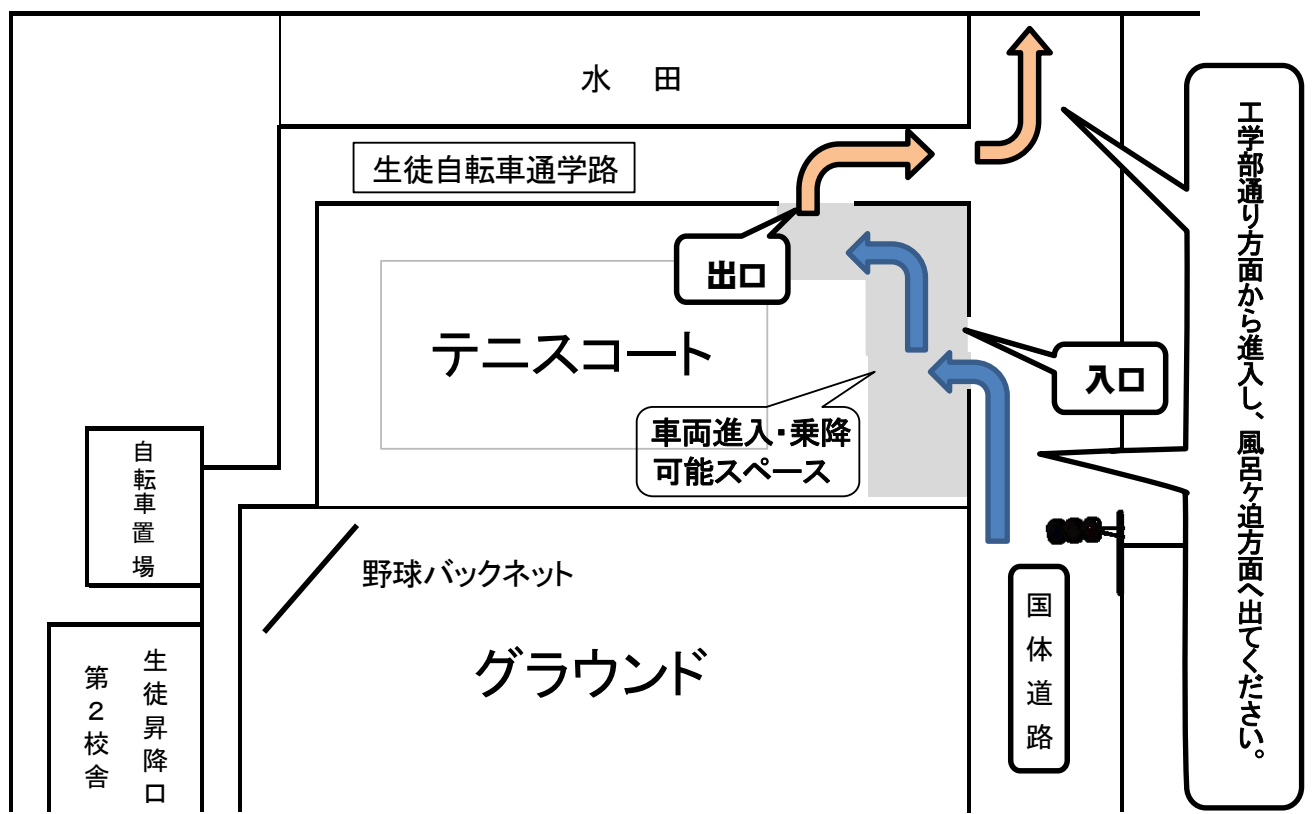 水 田
生徒自転車通学路
出口
テニスコート
入口
車両進入・乗降
可能スペース
工学部通り方面から進入し、風呂ヶ迫方面へ出てください。
自転車置場
野球バックネット
グラウンド
国体道路
生徒昇降口
第2校舎